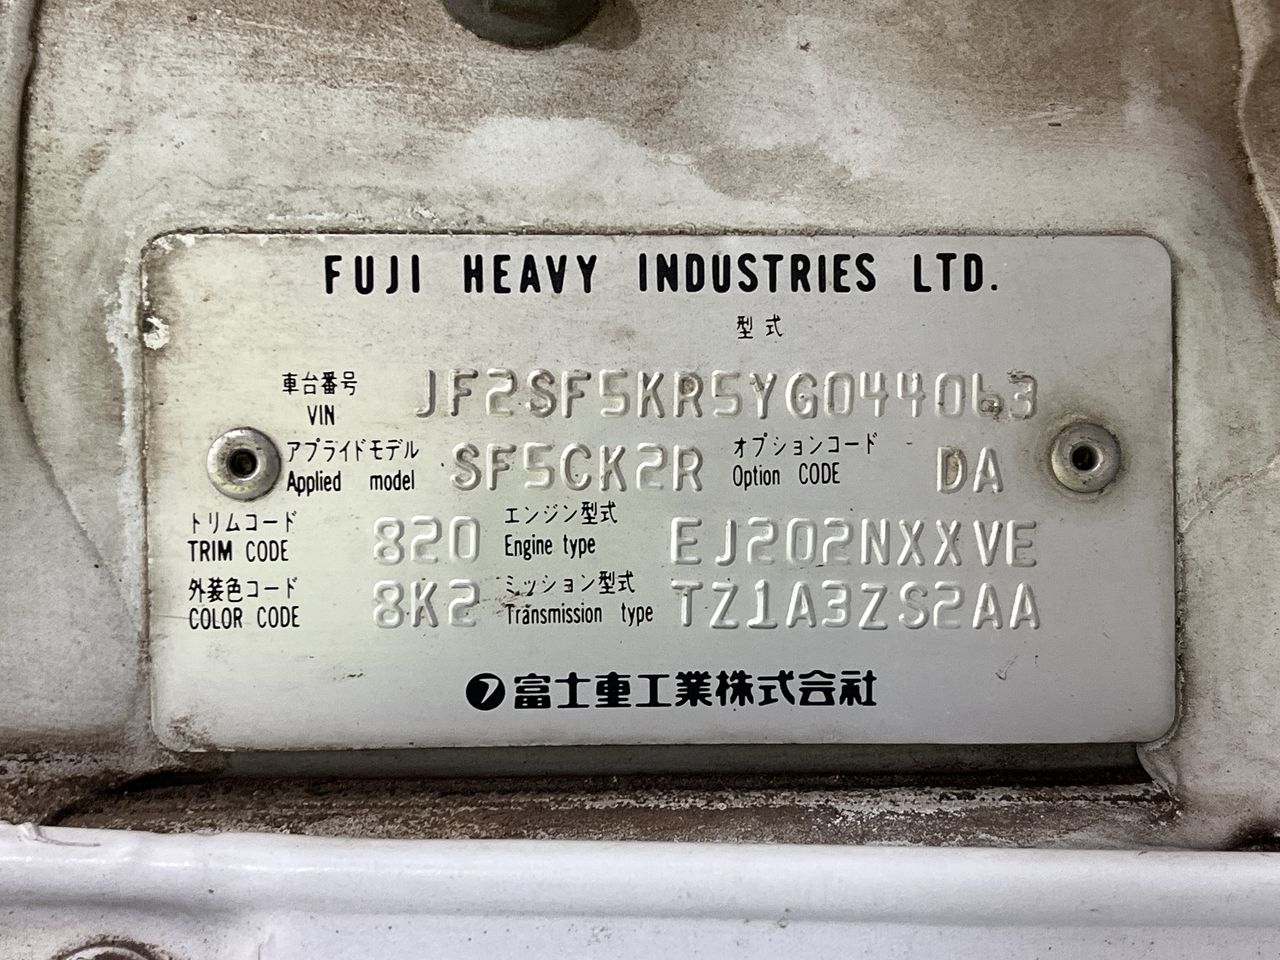 FUJI HEAVY INDUSTRIES LTD.
型式
車台番号 VIN JF2SF5KR5YG044063
アプライドモデル Applied model SF5CK2R オプションコード Option CODE DA
トリムコード TRIM CODE 820 エンジン型式 Engine type EJ202NXXVE
外装色コード COLOR CODE 8K2 ミッション型式 Transmission type TZ1A3ZS2AA
フ 富士重工業株式会社